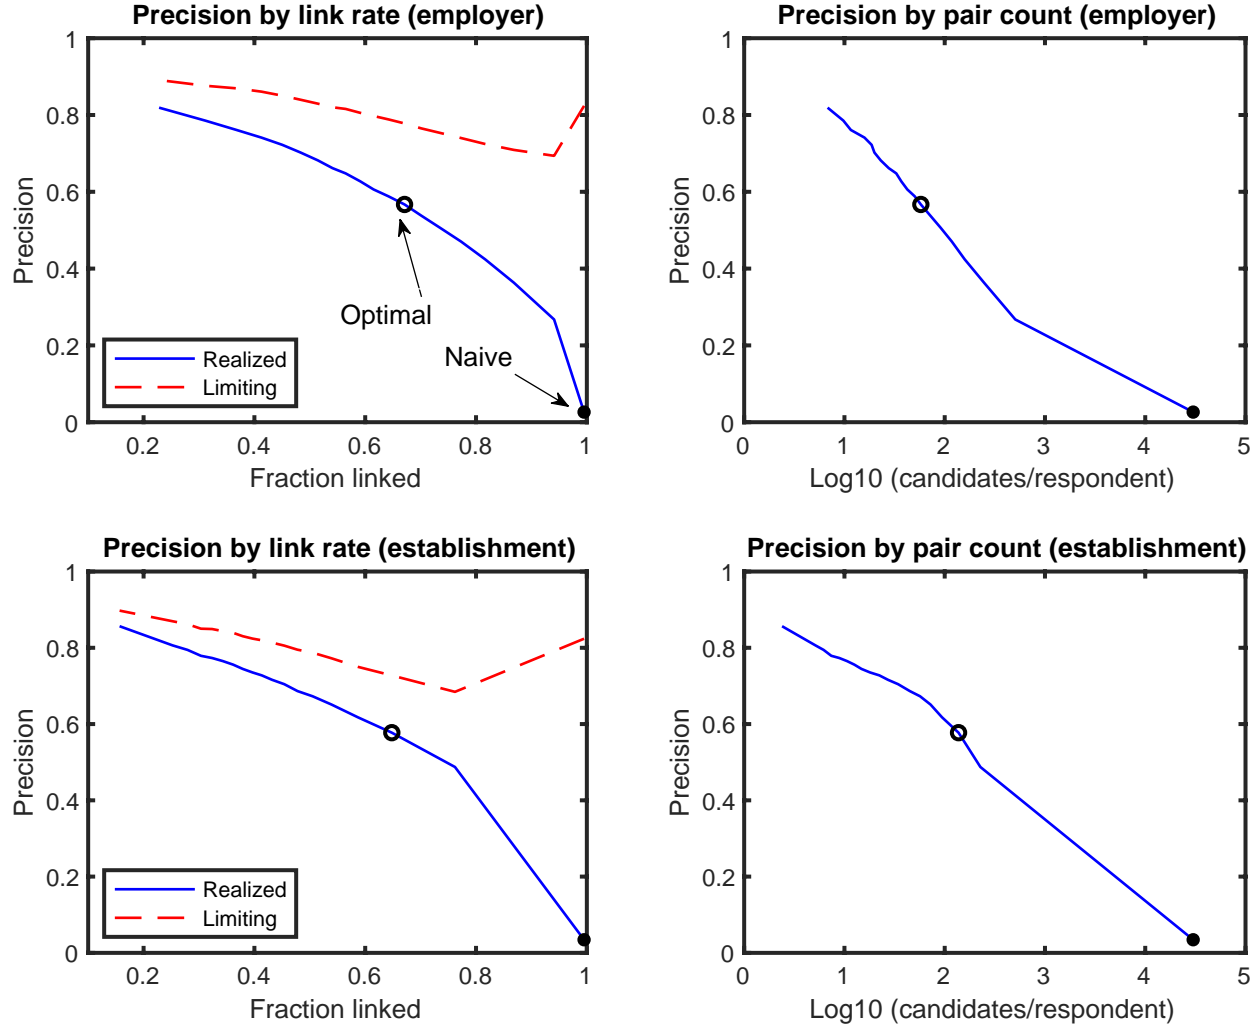 Precision by link rate (employer)
1
0.8
0.6
0.4
0.2
0
Precision
Optimal
Naive
Realized
Limiting
0.2
0.4
0.6
0.8
1
Fraction linked
Precision by pair count (employer)
1
0.8
0.6
0.4
0.2
0
Precision
0
1
2
3
4
5
Log10 (candidates/respondent)
Precision by link rate (establishment)
1
0.8
0.6
0.4
0.2
0
Precision
Realized
Limiting
0.2
0.4
0.6
0.8
1
Fraction linked
Precision by pair count (establishment)
1
0.8
0.6
0.4
0.2
0
Precision
0
1
2
3
4
5
Log10 (candidates/respondent)